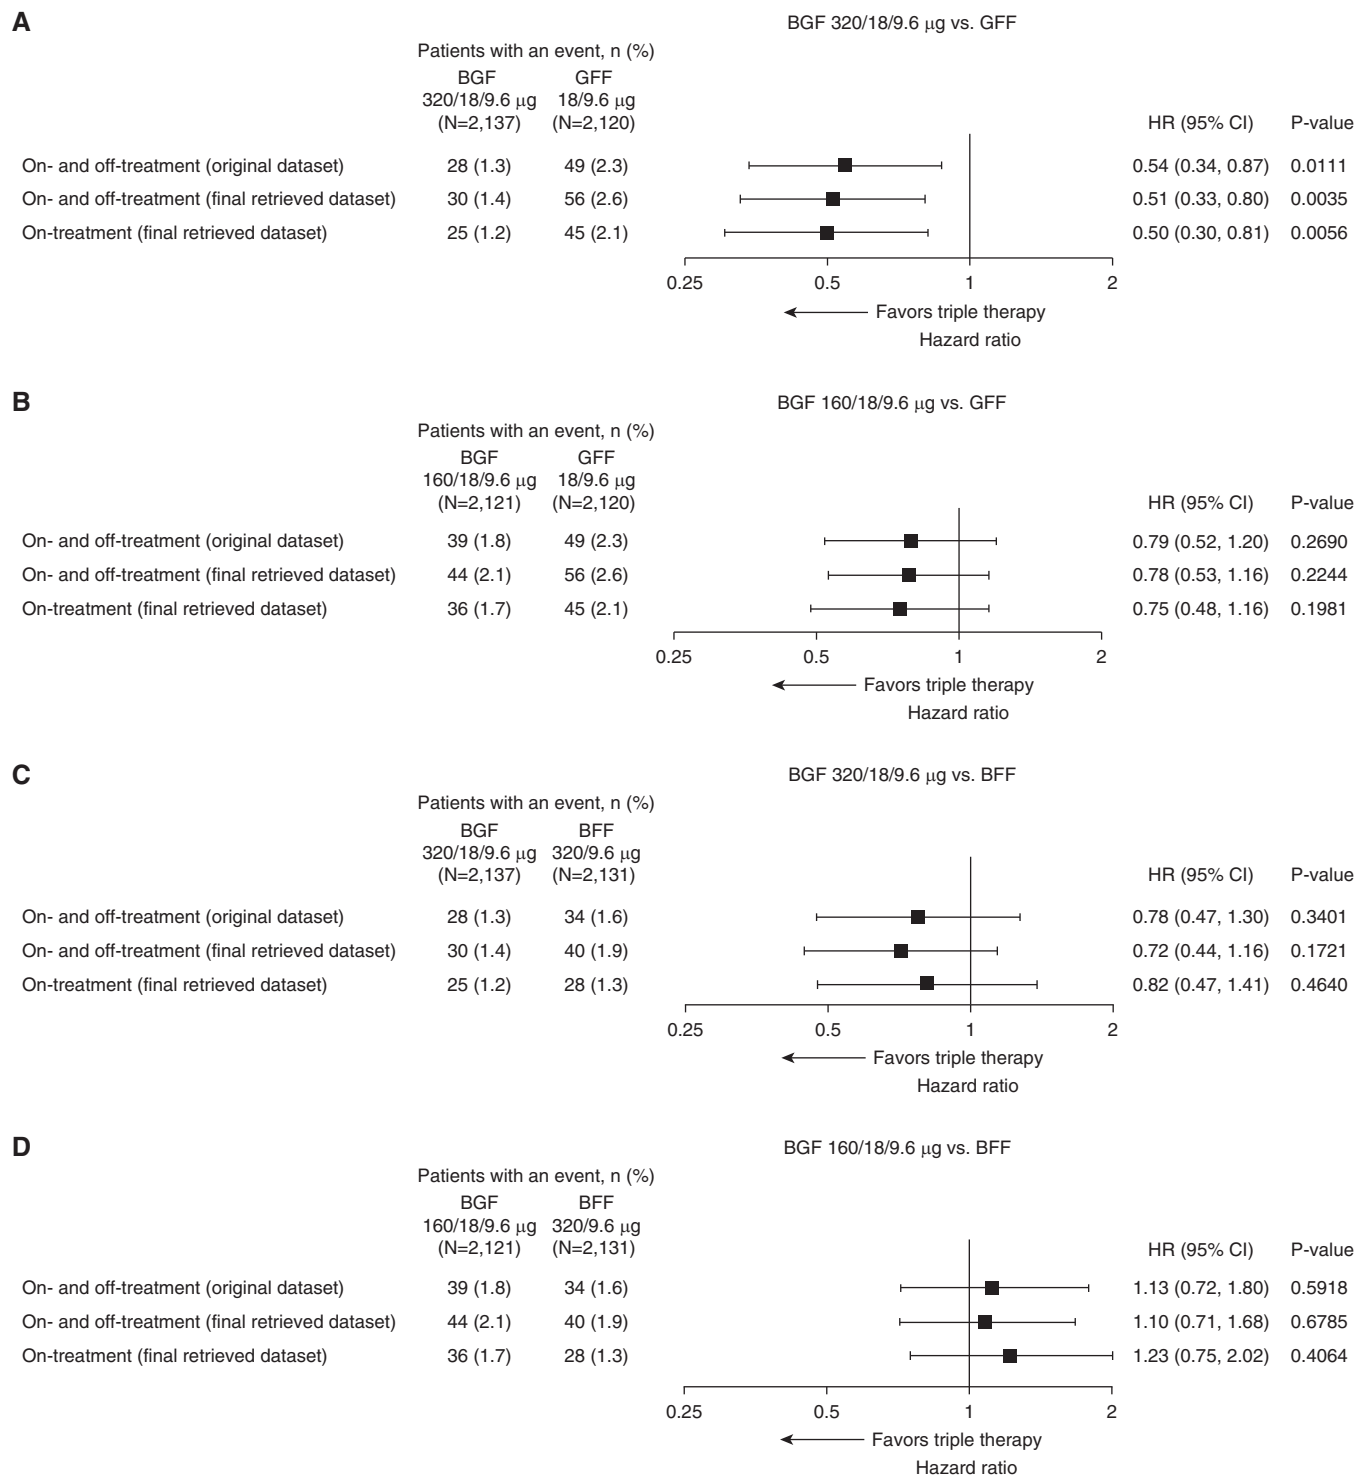 A
BGF 320/18/9.6 μg vs. GFF
Patients with an event, n (%)
BGF GFF
320/18/9.6 μg 18/9.6 μg
(N=2,137) (N=2,120) HR (95% CI) P-value
On- and off-treatment (original dataset) 28 (1.3) 49 (2.3) 0.54 (0.34, 0.87) 0.0111
On- and off-treatment (final retrieved dataset) 30 (1.4) 56 (2.6) 0.51 (0.33, 0.80) 0.0035
On-treatment (final retrieved dataset) 25 (1.2) 45 (2.1) 0.50 (0.30, 0.81) 0.0056
0.25 0.5 1 2
Favors triple therapy
Hazard ratio
B
BGF 160/18/9.6 μg vs. GFF
Patients with an event, n (%)
BGF GFF
160/18/9.6 μg 18/9.6 μg
(N=2,121) (N=2,120) HR (95% CI) P-value
On- and off-treatment (original dataset) 39 (1.8) 49 (2.3) 0.79 (0.52, 1.20) 0.2690
On- and off-treatment (final retrieved dataset) 44 (2.1) 56 (2.6) 0.78 (0.53, 1.16) 0.2244
On-treatment (final retrieved dataset) 36 (1.7) 45 (2.1) 0.75 (0.48, 1.16) 0.1981
0.25 0.5 1 2
Favors triple therapy
Hazard ratio
C
BGF 320/18/9.6 μg vs. BFF
Patients with an event, n (%)
BGF BFF
320/18/9.6 μg 320/9.6 μg
(N=2,137) (N=2,131) HR (95% CI) P-value
On- and off-treatment (original dataset) 28 (1.3) 34 (1.6) 0.78 (0.47, 1.30) 0.3401
On- and off-treatment (final retrieved dataset) 30 (1.4) 40 (1.9) 0.72 (0.44, 1.16) 0.1721
On-treatment (final retrieved dataset) 25 (1.2) 28 (1.3) 0.82 (0.47, 1.41) 0.4640
0.25 0.5 1 2
Favors triple therapy
Hazard ratio
D
BGF 160/18/9.6 μg vs. BFF
Patients with an event, n (%)
BGF BFF
160/18/9.6 μg 320/9.6 μg
(N=2,121) (N=2,131) HR (95% CI) P-value
On- and off-treatment (original dataset) 39 (1.8) 34 (1.6) 1.13 (0.72, 1.80) 0.5918
On- and off-treatment (final retrieved dataset) 44 (2.1) 40 (1.9) 1.10 (0.71, 1.68) 0.6785
On-treatment (final retrieved dataset) 36 (1.7) 28 (1.3) 1.23 (0.75, 2.02) 0.4064
0.25 0.5 1 2
Favors triple therapy
Hazard ratio